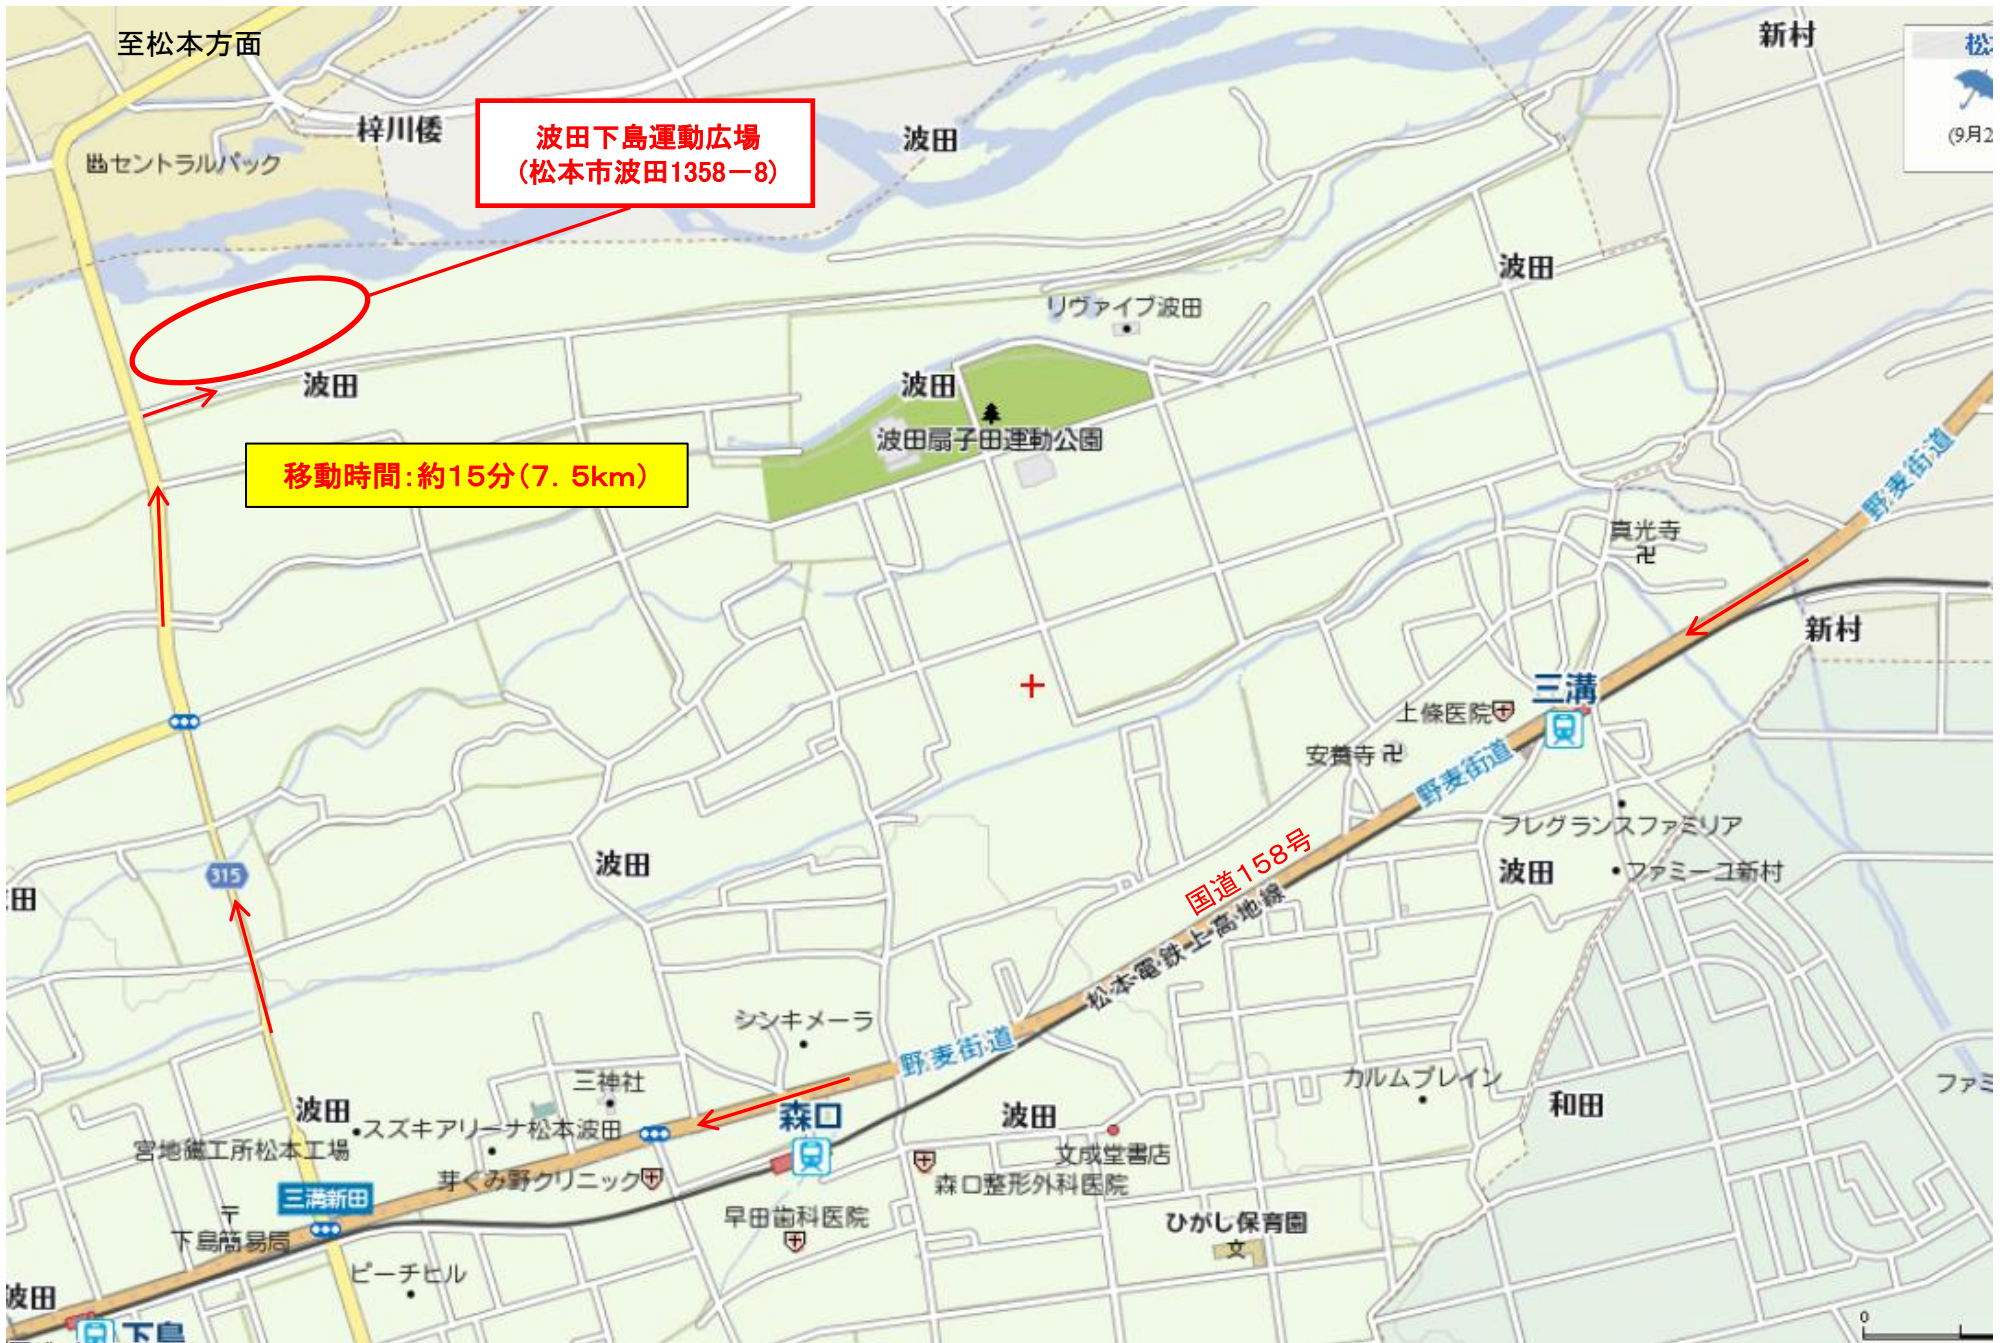 至松本方面
新村
松
(9月2
梓川倭
波田下島運動広場
(松本市波田1358－8)
波田
セントラルパック
波田
リヴァイブ波田
波田
波田
波田扇子田運動公園
移動時間:約15分(7. 5km)
野麦街道
真光寺
新村
三溝
上條医院
安養寺
野麦街道
フレグランスファミリア
国道158号
波田
波田
ファミーユ新村
315
田
松本電鉄上高地線
シンキメーラ
野麦街道
三神社
カルムプレイン
ファミ
波田
森口
波田
和田
スズキアリーナ松本波田
宮地鐵工所松本工場
文成堂書店
芽ぐみ野クリニック
森口整形外科医院
三溝新田
早田歯科医院
ひがし保育園
下島簡易局
ピーチヒル
波田
下島
0